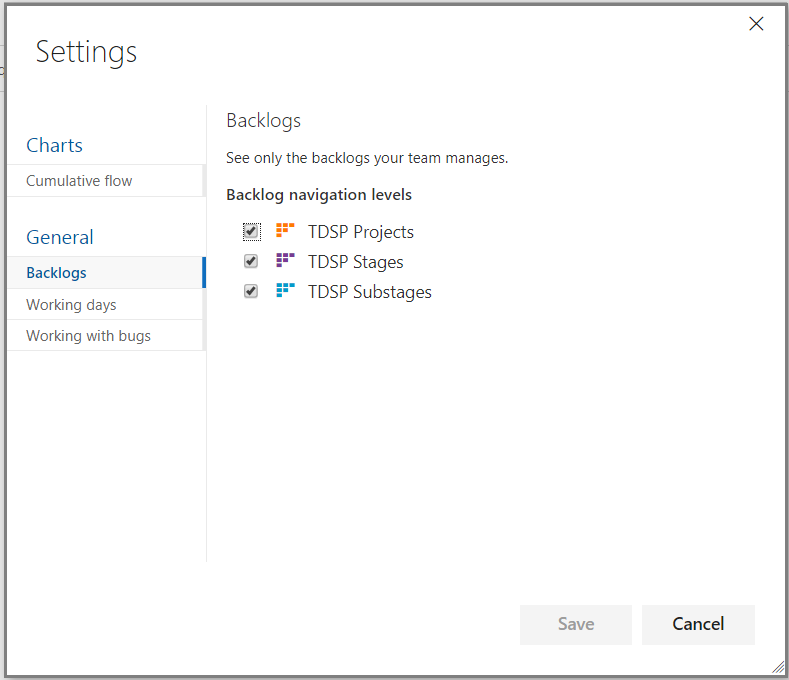 Settings
Charts
Cumulative flow
General
Backlogs
Working days
Working with bugs
Backlogs
See only the backlogs your team manages.
Backlog navigation levels
TDSP Projects
TDSP Stages
TDSP Substages
Save
Cancel